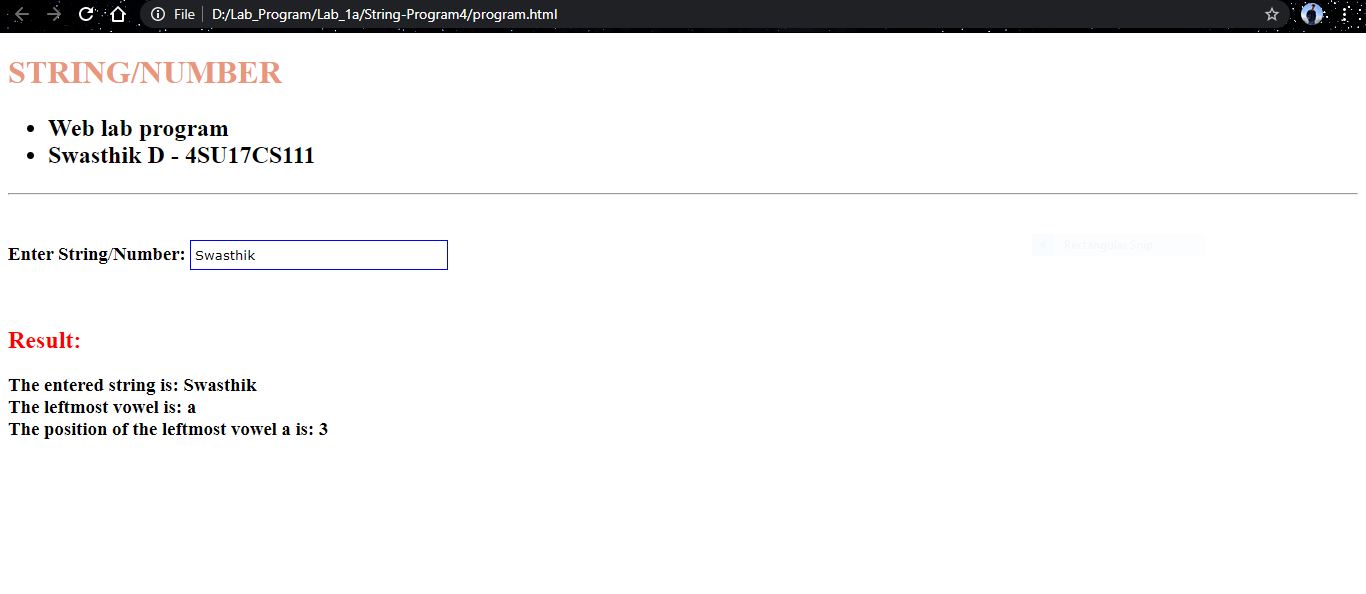 File D:/Lab_Program/Lab_1a/String-Program4/program.html
STRING/NUMBER
• Web lab program
• Swasthik D - 4SU17CS111
Enter String/Number: Swasthik
Rectangular Snip
Result:
The entered string is: Swasthik
The leftmost vowel is: a
The position of the leftmost vowel a is: 3